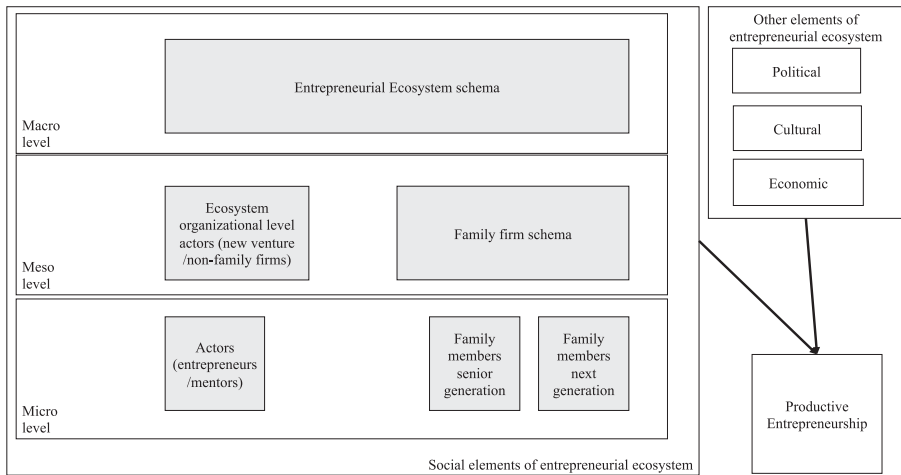 Entrepreneurial Ecosystem schema
Macro
level
Ecosystem
organizational level
actors (new venture
/non-family firms)
Family firm schema
Meso
level
Actors
(entrepreneurs
/mentors)
Family
members
senior
generation
Family
members
next
generation
Micro
level
Social elements of entrepreneurial ecosystem
Other elements of
entrepreneurial ecosystem
Political
Cultural
Economic
Productive
Entrepreneurship